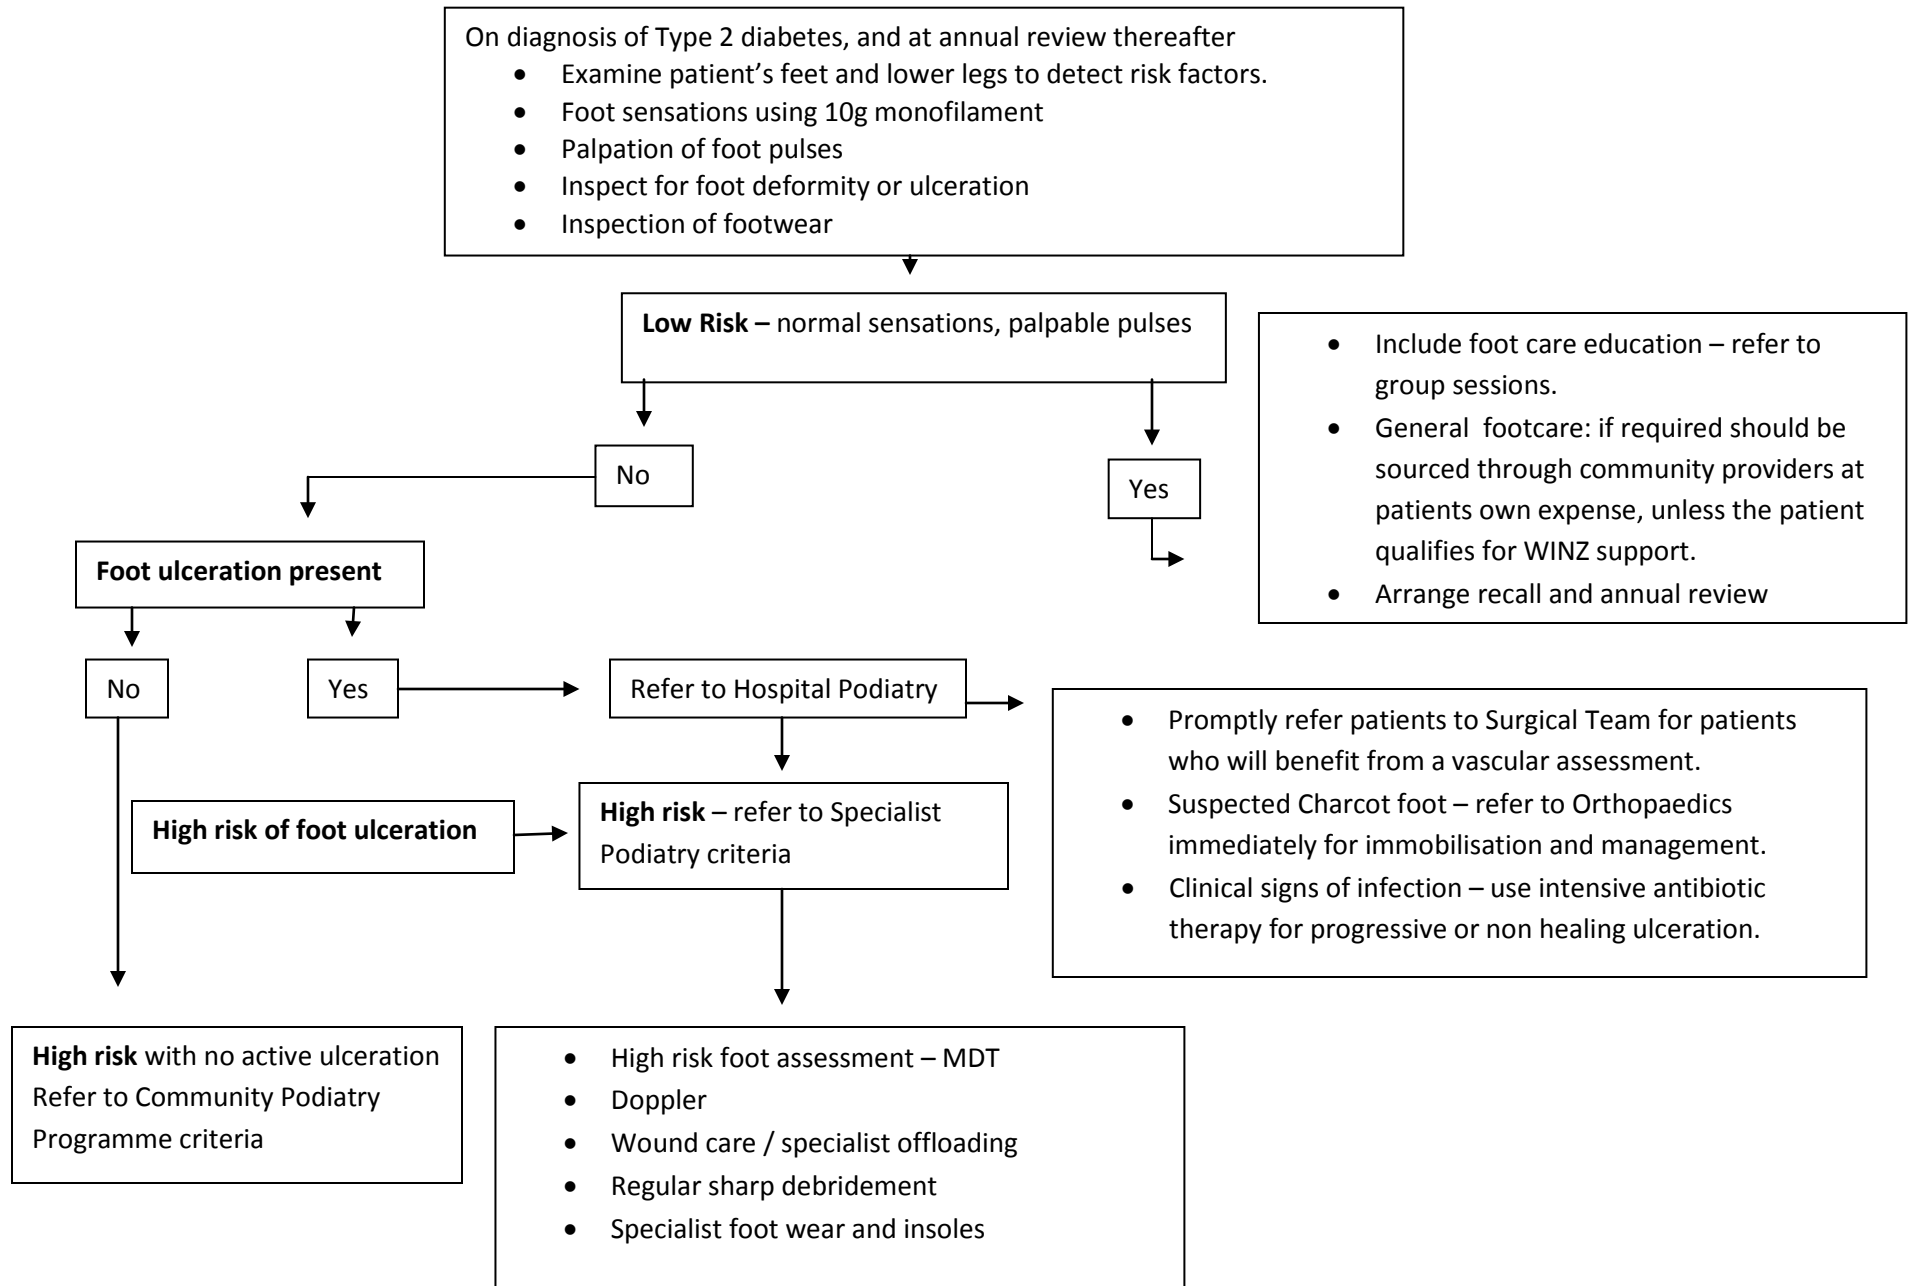 On diagnosis of Type 2 diabetes, and at annual review thereafter
• Examine patient's feet and lower legs to detect risk factors.
• Foot sensations using 10g monofilament
• Palpation of foot pulses
• Inspect for foot deformity or ulceration
• Inspection of footwear
Low Risk – normal sensations, palpable pulses
No
Yes
• Include foot care education – refer to
group sessions.
• General  footcare: if required should be
sourced through community providers at
patients own expense, unless the patient
qualifies for WINZ support.
• Arrange recall and annual review
Foot ulceration present
No
Yes
Refer to Hospital Podiatry
• Promptly refer patients to Surgical Team for patients
who will benefit from a vascular assessment.
• Suspected Charcot foot – refer to Orthopaedics
immediately for immobilisation and management.
• Clinical signs of infection – use intensive antibiotic
therapy for progressive or non healing ulceration.
High risk of foot ulceration
High risk – refer to Specialist
Podiatry criteria
High risk with no active ulceration
Refer to Community Podiatry
Programme criteria
• High risk foot assessment – MDT
• Doppler
• Wound care / specialist offloading
• Regular sharp debridement
• Specialist foot wear and insoles